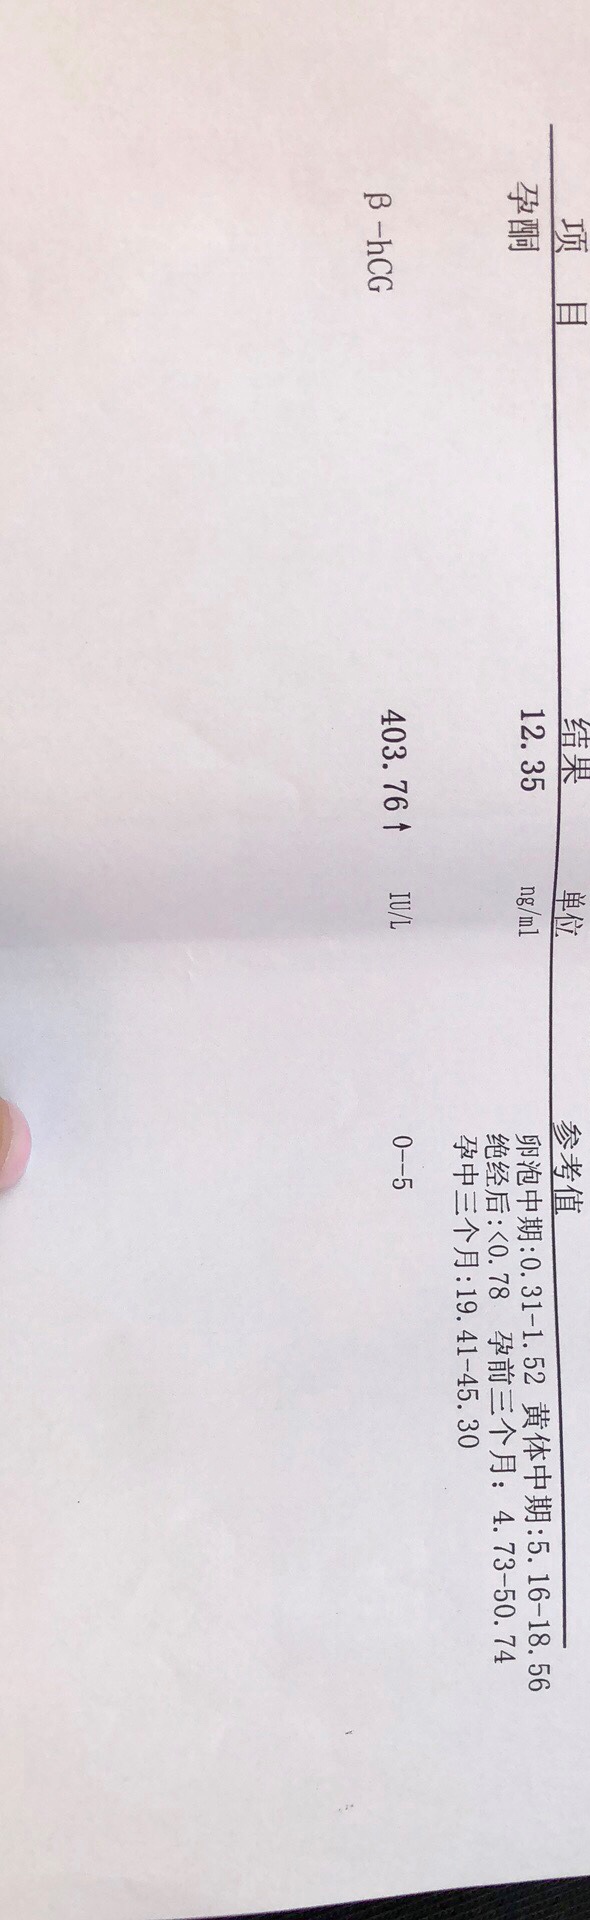 项 目 结果 单位 参考值
孕酮 12.35 ng/ml 卵泡中期:0.31-1.52 黄体中期:5.16-18.56
绝经后:<0.78 孕前三个月: 4.73-50.74
孕中三个月:19.41-45.30
β-hCG 403.76↑ IU/L 0--5